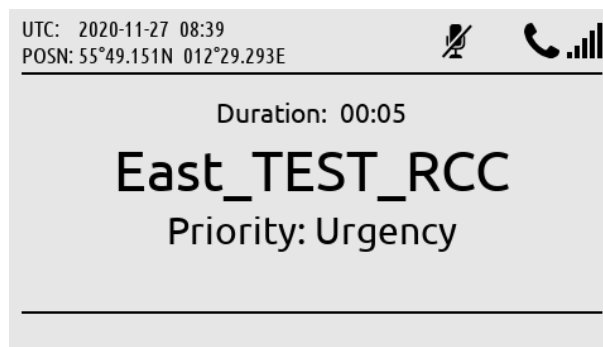 UTC: 2020-11-27 08:39
POSN: 55°49.151N 012°29.293E
Duration: 00:05
East_TEST_RCC
Priority: Urgency